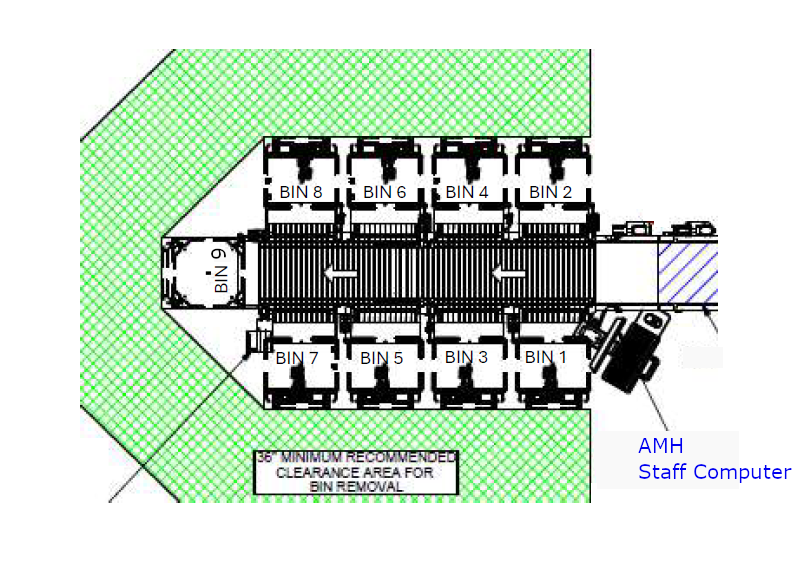 BIN 8
BIN 6
BIN 4
BIN 2
BIN 9
BIN 7
BIN 5
BIN 3
BIN 1
36" MINIMUM RECOMMENDED
CLEARANCE AREA FOR
BIN REMOVAL
AMH
Staff Computer